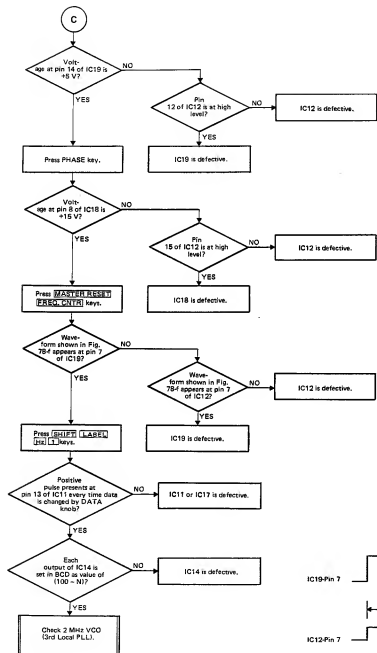 C
Volt-
age at pin 14 of IC19 is
+5 V?
NO
YES
Pin
12 of IC12 is at high
level?
NO
IC12 is defective.
YES
Press PHASE key.
IC19 is defective.
Volt-
age at pin 8 of IC18 is
+15 V?
NO
YES
Pin
15 of IC12 is at high
level?
NO
IC12 is defective.
YES
Press MASTER RESET
FREQ. CNTR keys.
IC18 is defective.
Wave-
form shown in Fig.
7B-f appears at pin 7
of IC19?
NO
YES
Wave-
form shown in Fig.
7B-f appears at pin 7
of IC12?
NO
IC12 is defective.
YES
Press SHIFT LABEL
Hz 1 keys.
IC19 is defective.
Positive
pulse presents at
pin 13 of IC11 every time data
is changed by DATA
knob?
NO
IC11 or IC17 is defective.
YES
Each
output of IC14 is
set in BCD as value of
(100 – N)?
NO
IC14 is defective.
YES
Check 2 MHz VCO
(3rd Local PLL).
IC19-Pin 7
IC12-Pin 7